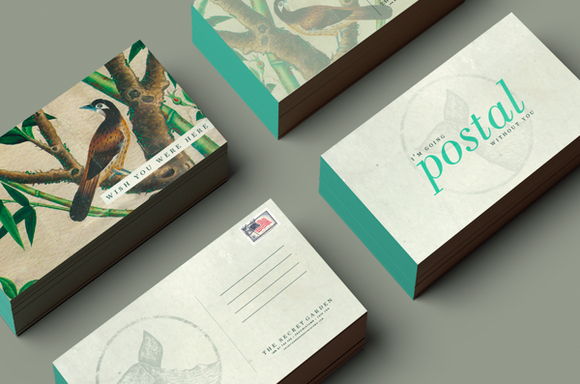 WISH YOU WERE HERE
I'M GOING
postal
WITHOUT YOU
THE SECRET GARDEN